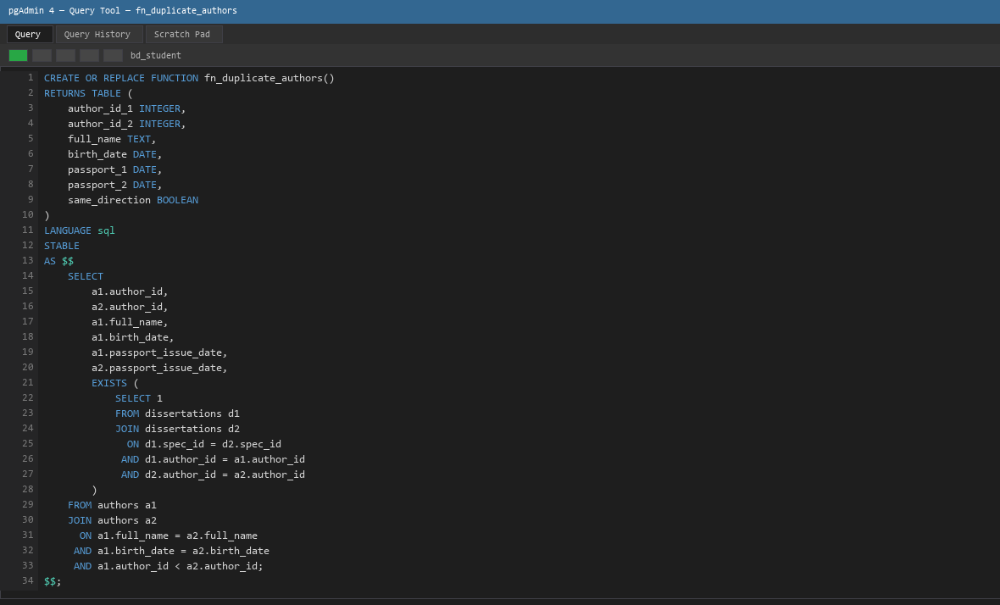 pgAdmin 4 — Query Tool — fn_duplicate_authors
Query Query History Scratch Pad
bd_student
1 CREATE OR REPLACE FUNCTION fn_duplicate_authors()
2 RETURNS TABLE (
3     author_id_1 INTEGER,
4     author_id_2 INTEGER,
5     full_name TEXT,
6     birth_date DATE,
7     passport_1 DATE,
8     passport_2 DATE,
9     same_direction BOOLEAN
10 )
11 LANGUAGE sql
12 STABLE
13 AS $$
14     SELECT
15         a1.author_id,
16         a2.author_id,
17         a1.full_name,
18         a1.birth_date,
19         a1.passport_issue_date,
20         a2.passport_issue_date,
21         EXISTS (
22             SELECT 1
23             FROM dissertations d1
24             JOIN dissertations d2
25               ON d1.spec_id = d2.spec_id
26              AND d1.author_id = a1.author_id
27              AND d2.author_id = a2.author_id
28         )
29     FROM authors a1
30     JOIN authors a2
31       ON a1.full_name = a2.full_name
32      AND a1.birth_date = a2.birth_date
33      AND a1.author_id < a2.author_id;
34 $$;